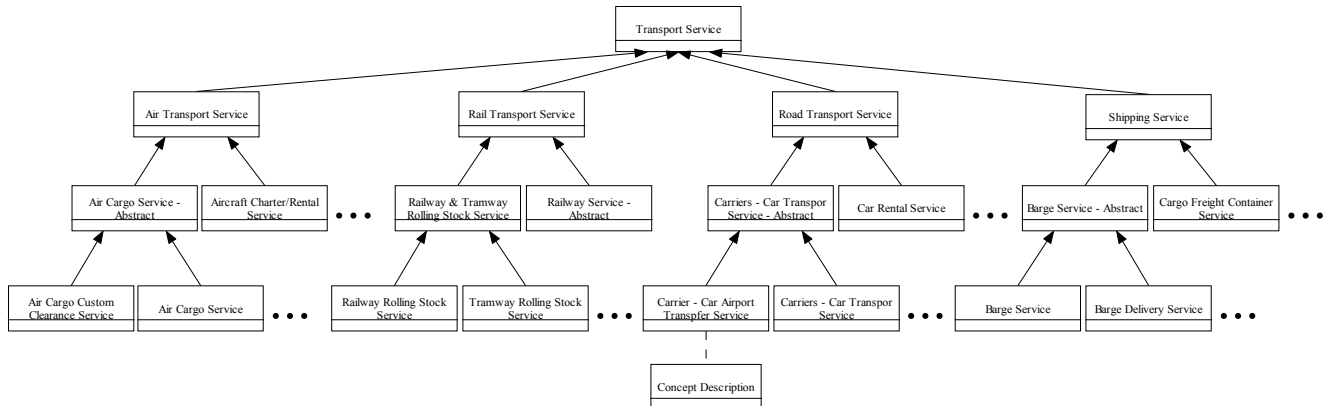 Transport Service
Air Transport Service
Rail Transport Service
Road Transport Service
Shipping Service
Air Cargo Service -
Abstract
Aircraft Charter/Rental
Service
Railway & Tramway
Rolling Stock Service
Railway Service -
Abstract
Carriers - Car Transpor
Service - Abstract
Car Rental Service
Barge Service - Abstract
Cargo Freight Container
Service
Air Cargo Custom
Clearance Service
Air Cargo Service
Railway Rolling Stock
Service
Tramway Rolling Stock
Service
Carrier - Car Airport
Transpfer Service
Carriers - Car Transpor
Service
Barge Service
Barge Delivery Service
Concept Description